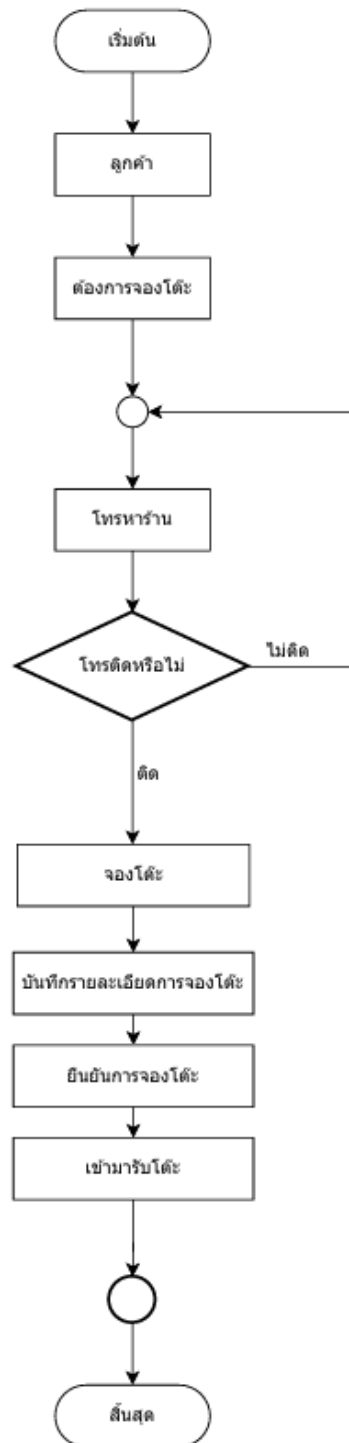 เริ่มต้น
ลูกค้า
ต้องการจองโต๊ะ
โทรหาร้าน
โทรติดหรือไม่
ไม่ติด
ติด
จองโต๊ะ
บันทึกรายละเอียดการจองโต๊ะ
ยืนยันการจองโต๊ะ
เข้ามารับโต๊ะ
สิ้นสุด